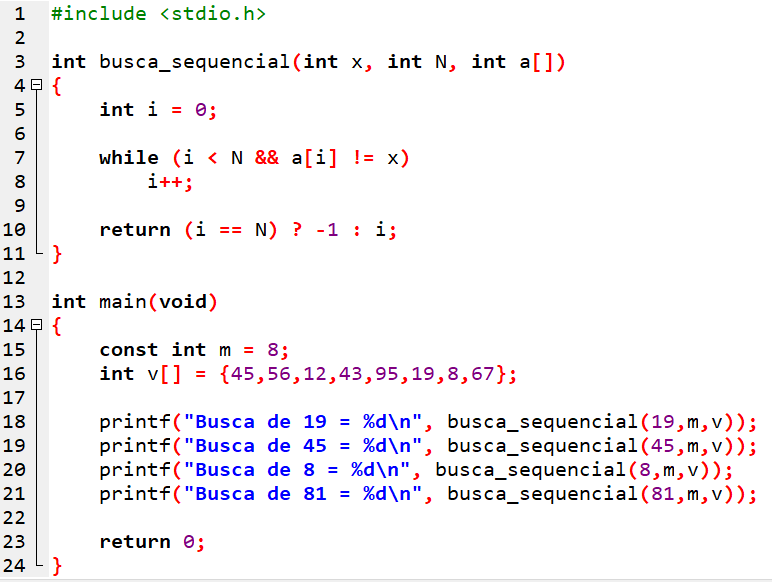 1 #include <stdio.h>
2
3 int busca_sequencial(int x, int N, int a[])
4 {
5     int i = 0;
6
7     while (i < N && a[i] != x)
8         i++;
9
10     return (i == N) ? -1 : i;
11 }
12
13 int main(void)
14 {
15     const int m = 8;
16     int v[] = {45,56,12,43,95,19,8,67};
17
18     printf("Busca de 19 = %d\n", busca_sequencial(19,m,v));
19     printf("Busca de 45 = %d\n", busca_sequencial(45,m,v));
20     printf("Busca de 8 = %d\n", busca_sequencial(8,m,v));
21     printf("Busca de 81 = %d\n", busca_sequencial(81,m,v));
22
23     return 0;
24 }